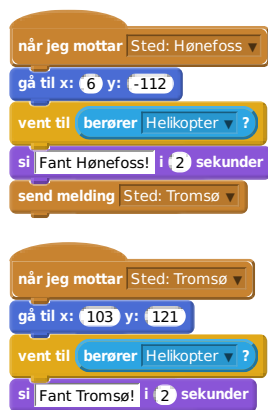 når jeg mottar Sted: Hønefoss
gå til x: 6 y: -112
vent til berører Helikopter ?
si Fant Hønefoss! i 2 sekunder
send melding Sted: Tromsø
når jeg mottar Sted: Tromsø
gå til x: 103 y: 121
vent til berører Helikopter ?
si Fant Tromsø! i 2 sekunder